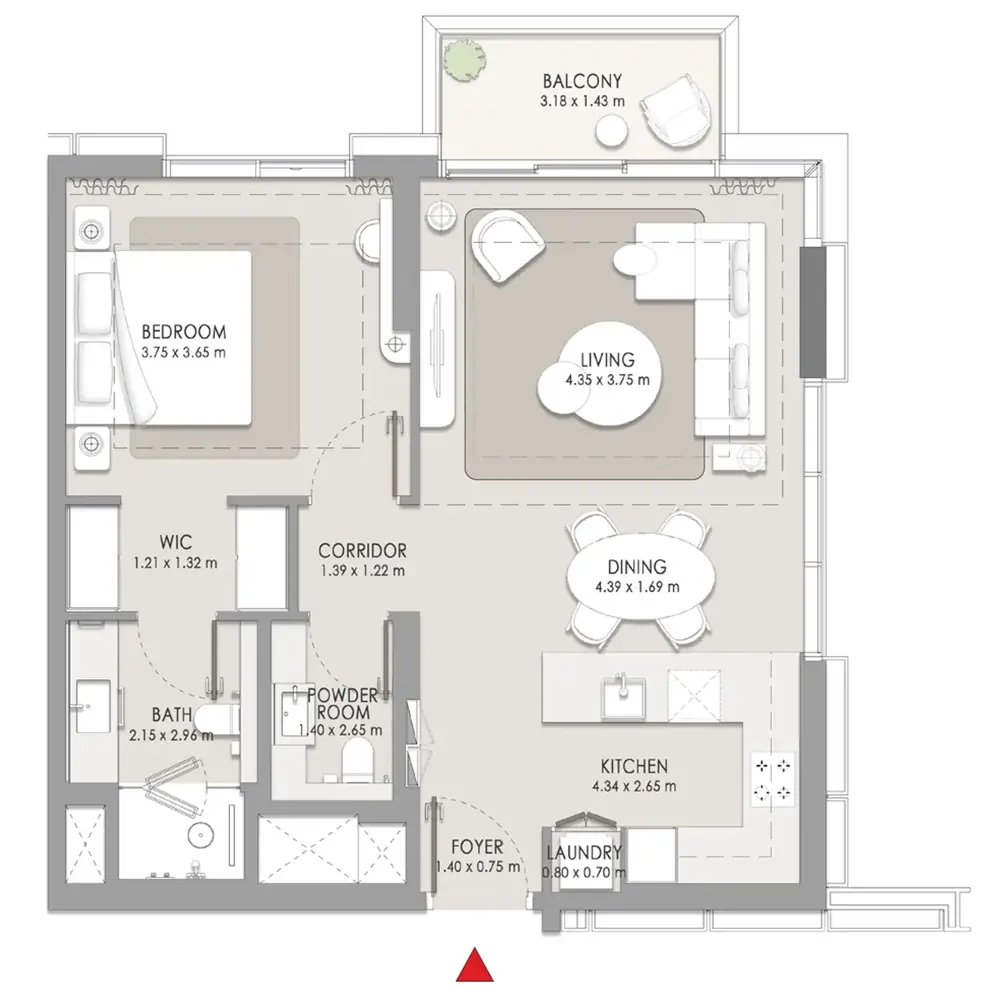 BALCONY
3.18 x 1.43 m
BEDROOM
3.75 x 3.65 m
LIVING
4.35 x 3.75 m
WIC
1.21 x 1.32 m
CORRIDOR
1.39 x 1.22 m
DINING
4.39 x 1.69 m
BATH
2.15 x 2.96 m
POWDER
ROOM
1.40 x 2.65 m
KITCHEN
4.34 x 2.65 m
FOYER
1.40 x 0.75 m
LAUNDRY
0.80 x 0.70 m